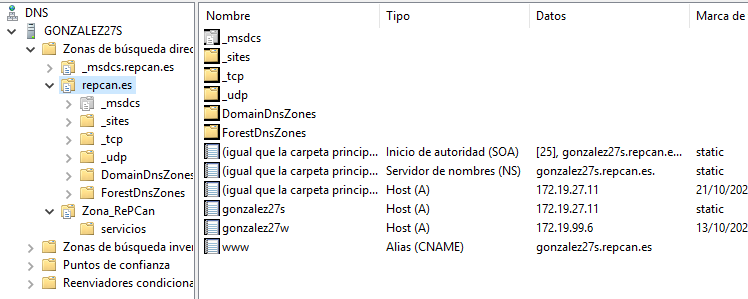 DNS
GONZALEZ27S
Zonas de búsqueda direc
_msdcs.repcan.es
repcan.es
_msdcs
_sites
_tcp
_udp
DomainDnsZones
ForestDnsZones
Zona_RePCan
servicios
Zonas de búsqueda inver
Puntos de confianza
Reenviadores condiciona
Nombre Tipo Datos Marca de
_msdcs
_sites
_tcp
_udp
DomainDnsZones
ForestDnsZones
(igual que la carpeta princip... Inicio de autoridad (SOA) [25], gonzalez27s.repcan.e... static
(igual que la carpeta princip... Servidor de nombres (NS) gonzalez27s.repcan.es. static
(igual que la carpeta princip... Host (A) 172.19.27.11 21/10/202
gonzalez27s Host (A) 172.19.27.11 static
gonzalez27w Host (A) 172.19.99.6 13/10/202
www Alias (CNAME) gonzalez27s.repcan.es static